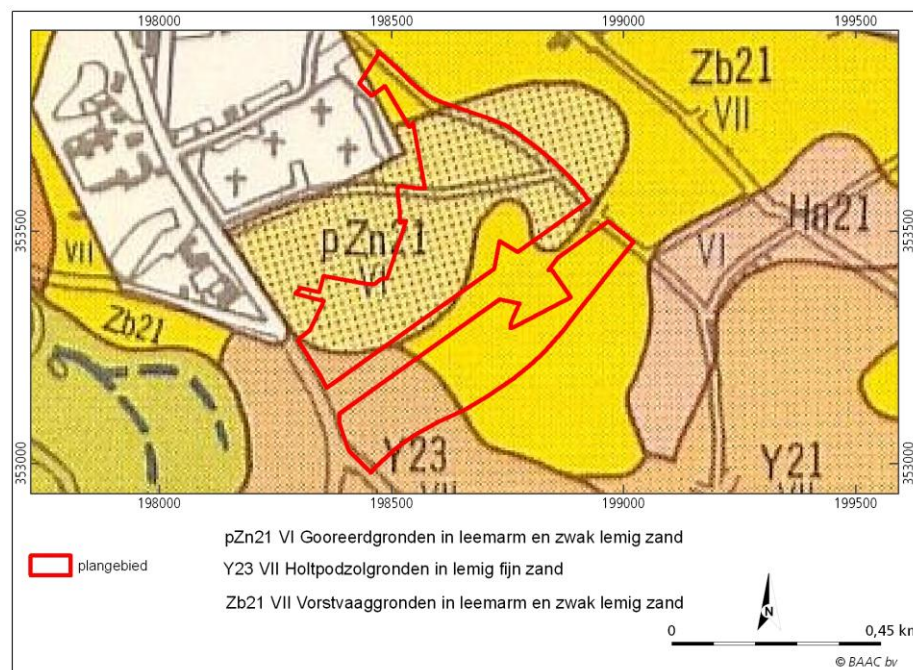 198000 198500 199000 199500
353500
353000
353500
353000
Zb21
VII
pZn21
VI
Hn21
VI
VII
Zb21
Y23
VII
Y21
VII
198000 198500 199000 199500
pZn21 VI Gooreerdgronden in leemarm en zwak lemig zand
plangebied
Y23 VII Holtpodzolgronden in lemig fijn zand
Zb21 VII Vorstvaaggronden in leemarm en zwak lemig zand
N
0 0,45 km
© BAAC bv